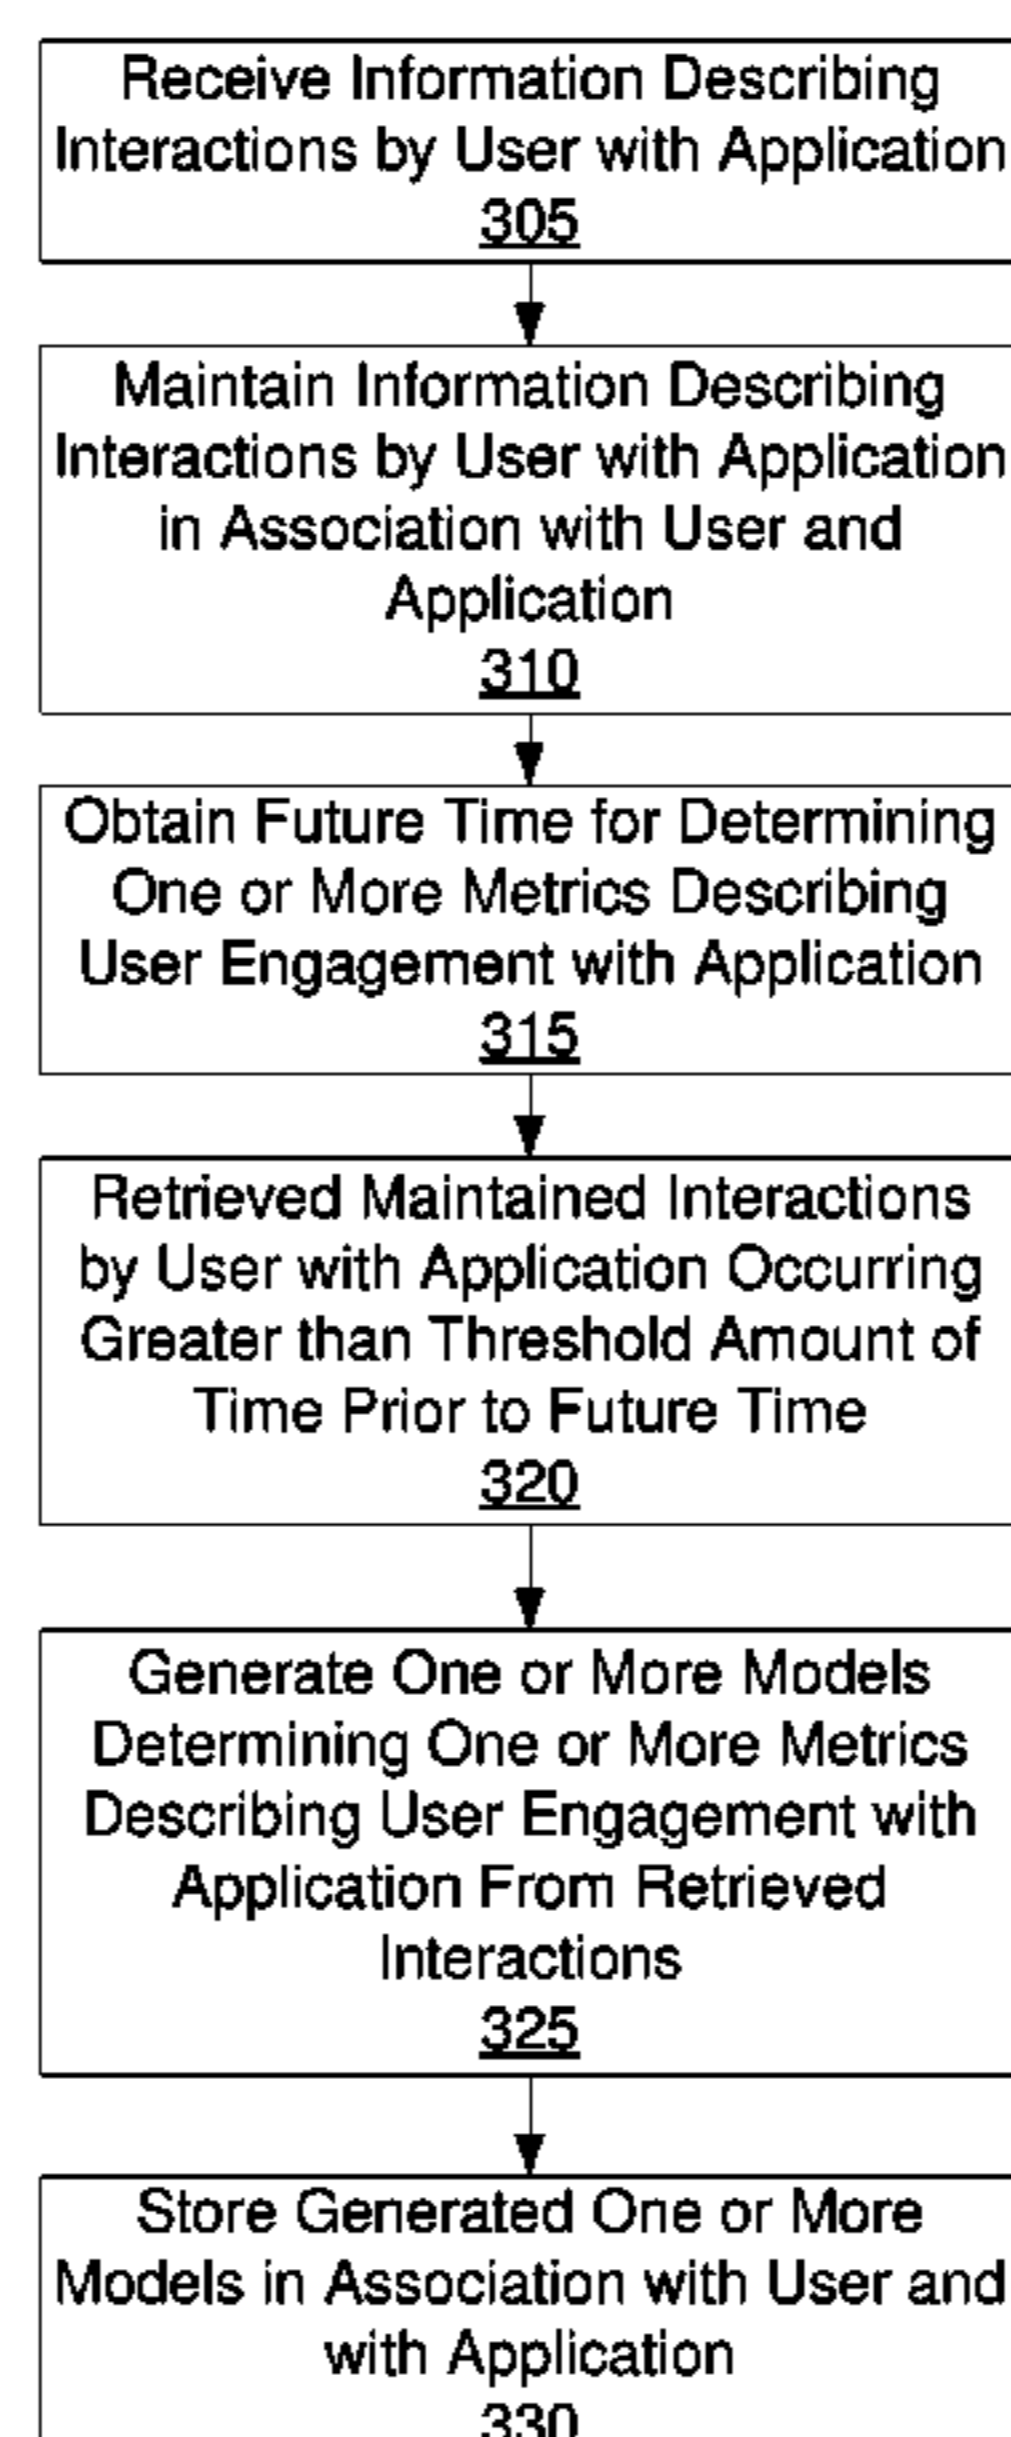 Receive Information Describing
Interactions by User with Application
305
Maintain Information Describing
Interactions by User with Application
in Association with User and
Application
310
Obtain Future Time for Determining
One or More Metrics Describing
User Engagement with Application
315
Retrieved Maintained Interactions
by User with Application Occurring
Greater than Threshold Amount of
Time Prior to Future Time
320
Generate One or More Models
Determining One or More Metrics
Describing User Engagement with
Application From Retrieved
Interactions
325
Store Generated One or More
Models in Association with User and
with Application
330